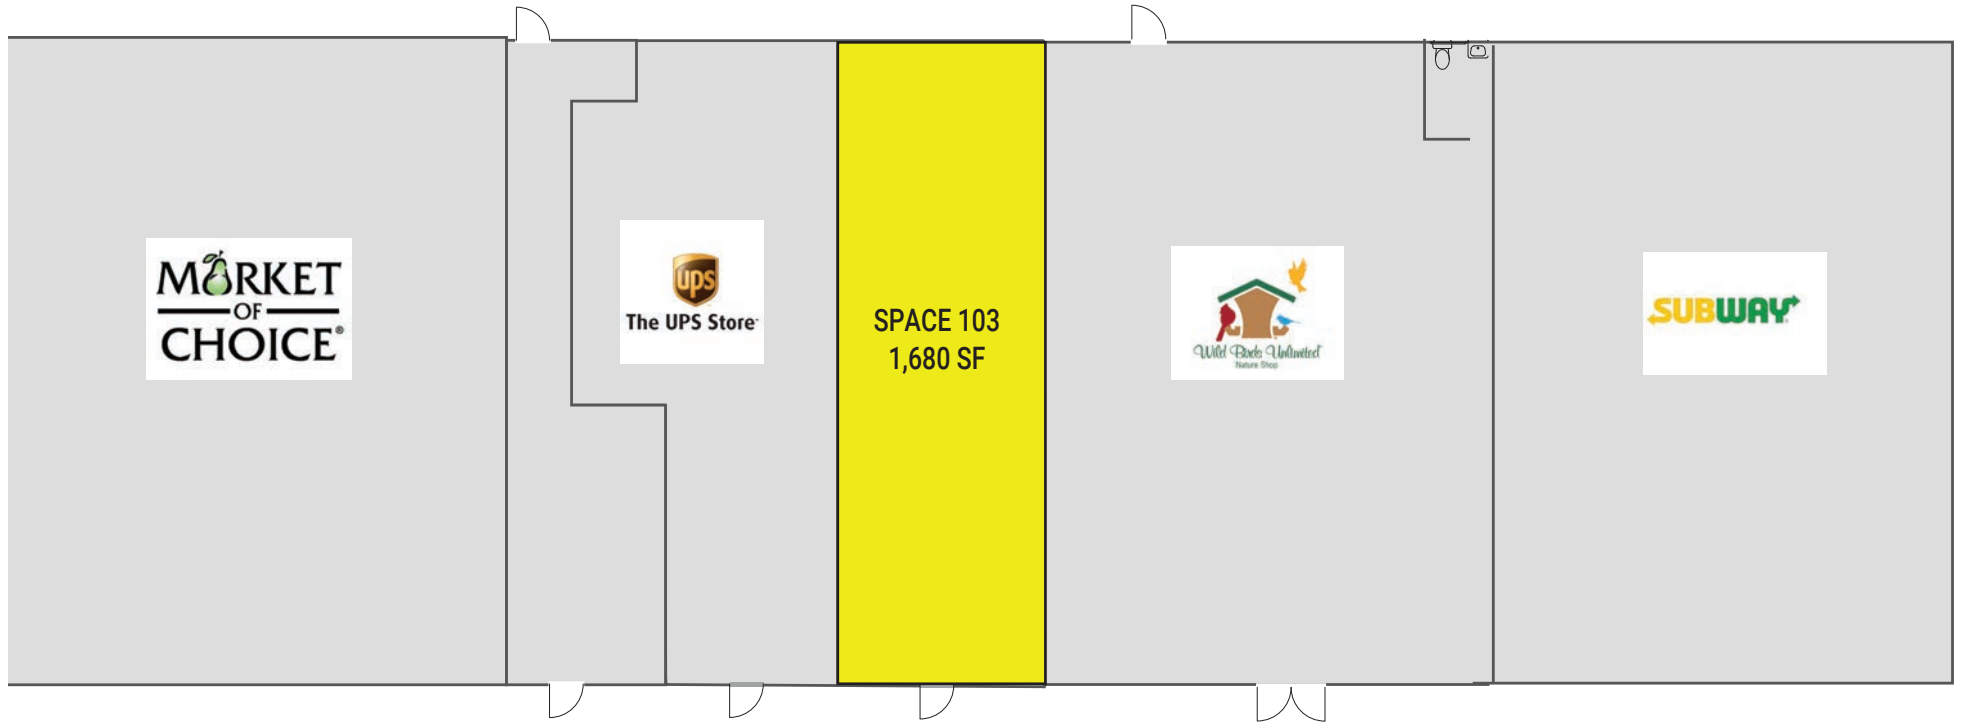 MARKET
OF
CHOICE®
ups
The UPS Store
SPACE 103
1,680 SF
Wild Birds Unlimited
Nature Shop
SUBWAY